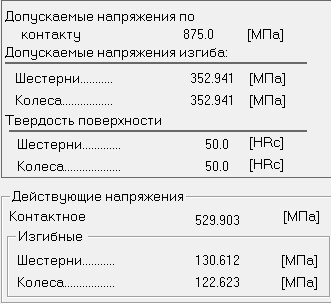 Допускаемые напряжения по
контакту 875.0 [МПа]
Допускаемые напряжения изгиба:
Шестерни........... 352.941 [МПа]
Колеса................. 352.941 [МПа]
Твердость поверхности
Шестерни............. 50.0 [HRc]
Колеса................. 50.0 [HRc]
Действующие напряжения
Контактное 529.903 [МПа]
Изгибные
Шестерни........... 130.612 [МПа]
Колеса................. 122.623 [МПа]